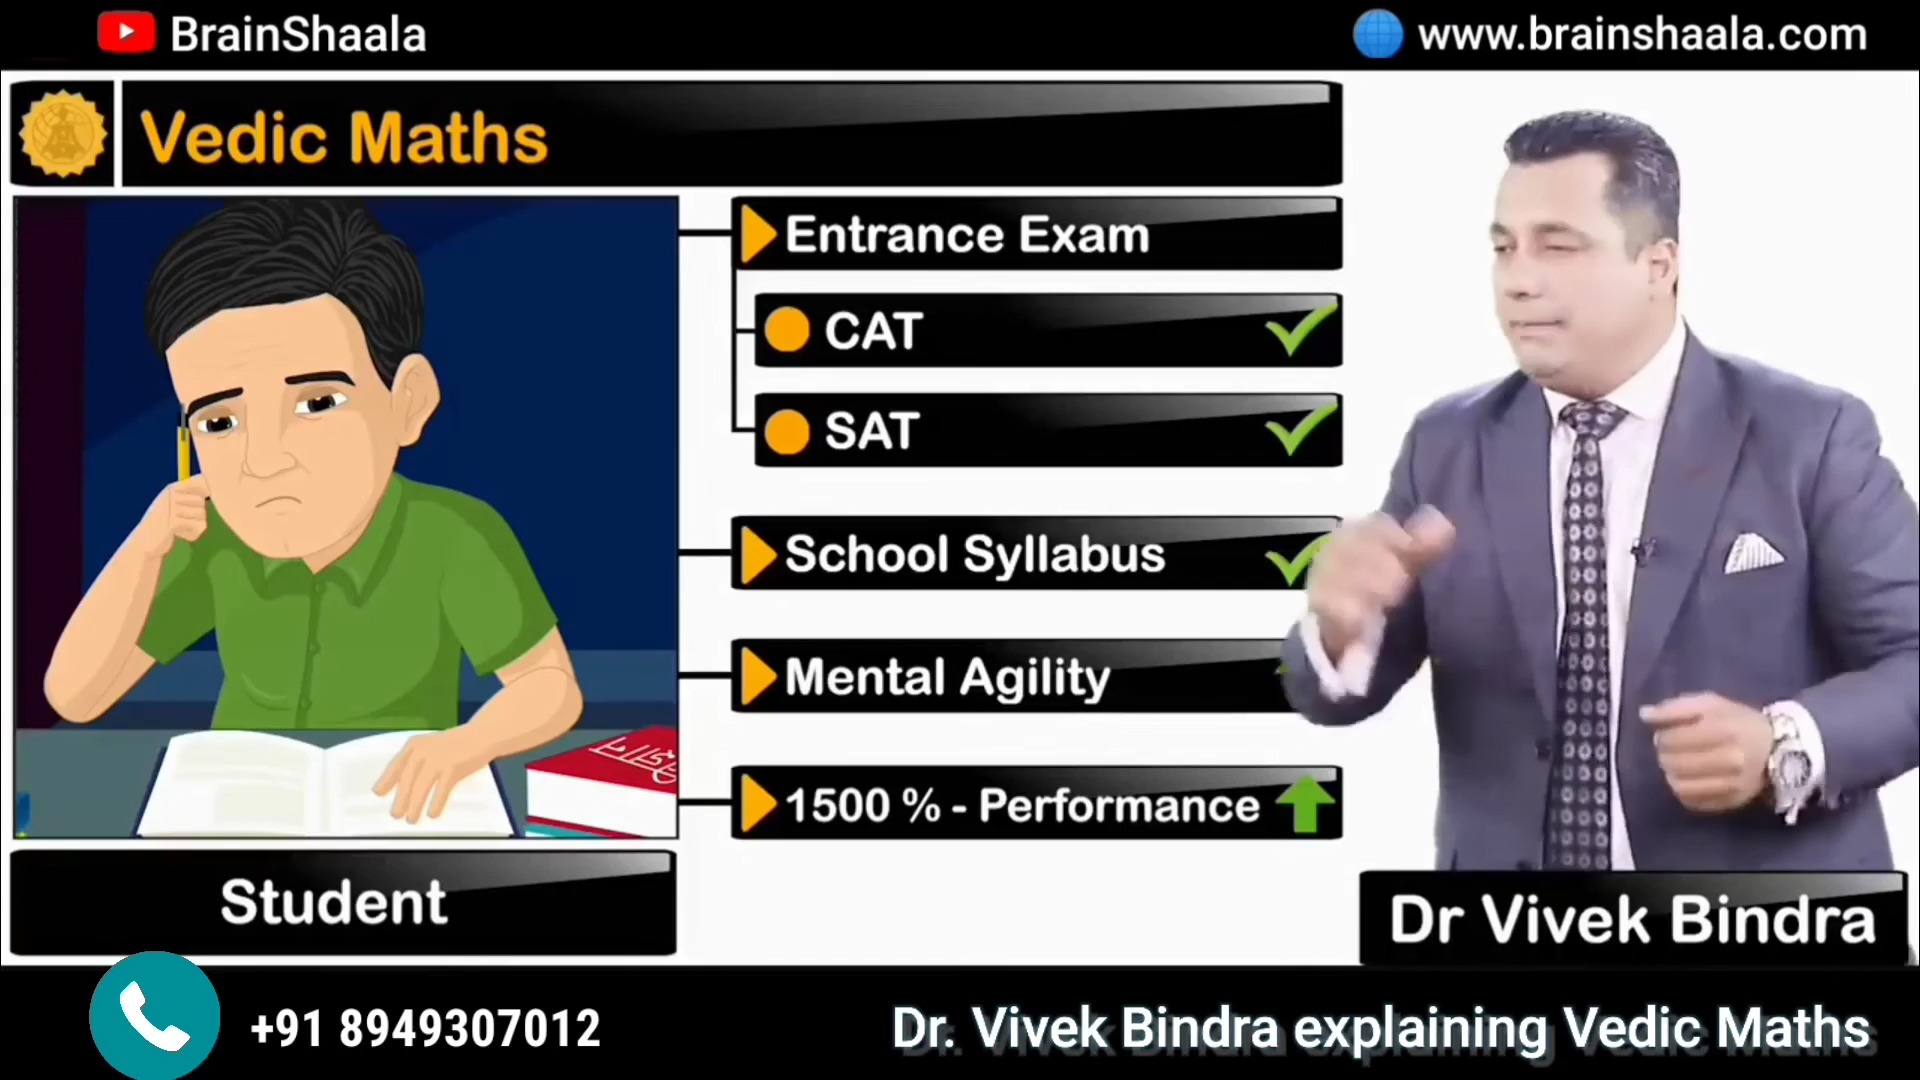 BrainShaala
www.brainshaala.com
Vedic Maths
Entrance Exam
CAT
SAT
School Syllabus
Mental Agility
1500 % - Performance
Student
Dr Vivek Bindra
+91 8949307012
Dr. Vivek Bindra explaining Vedic Maths